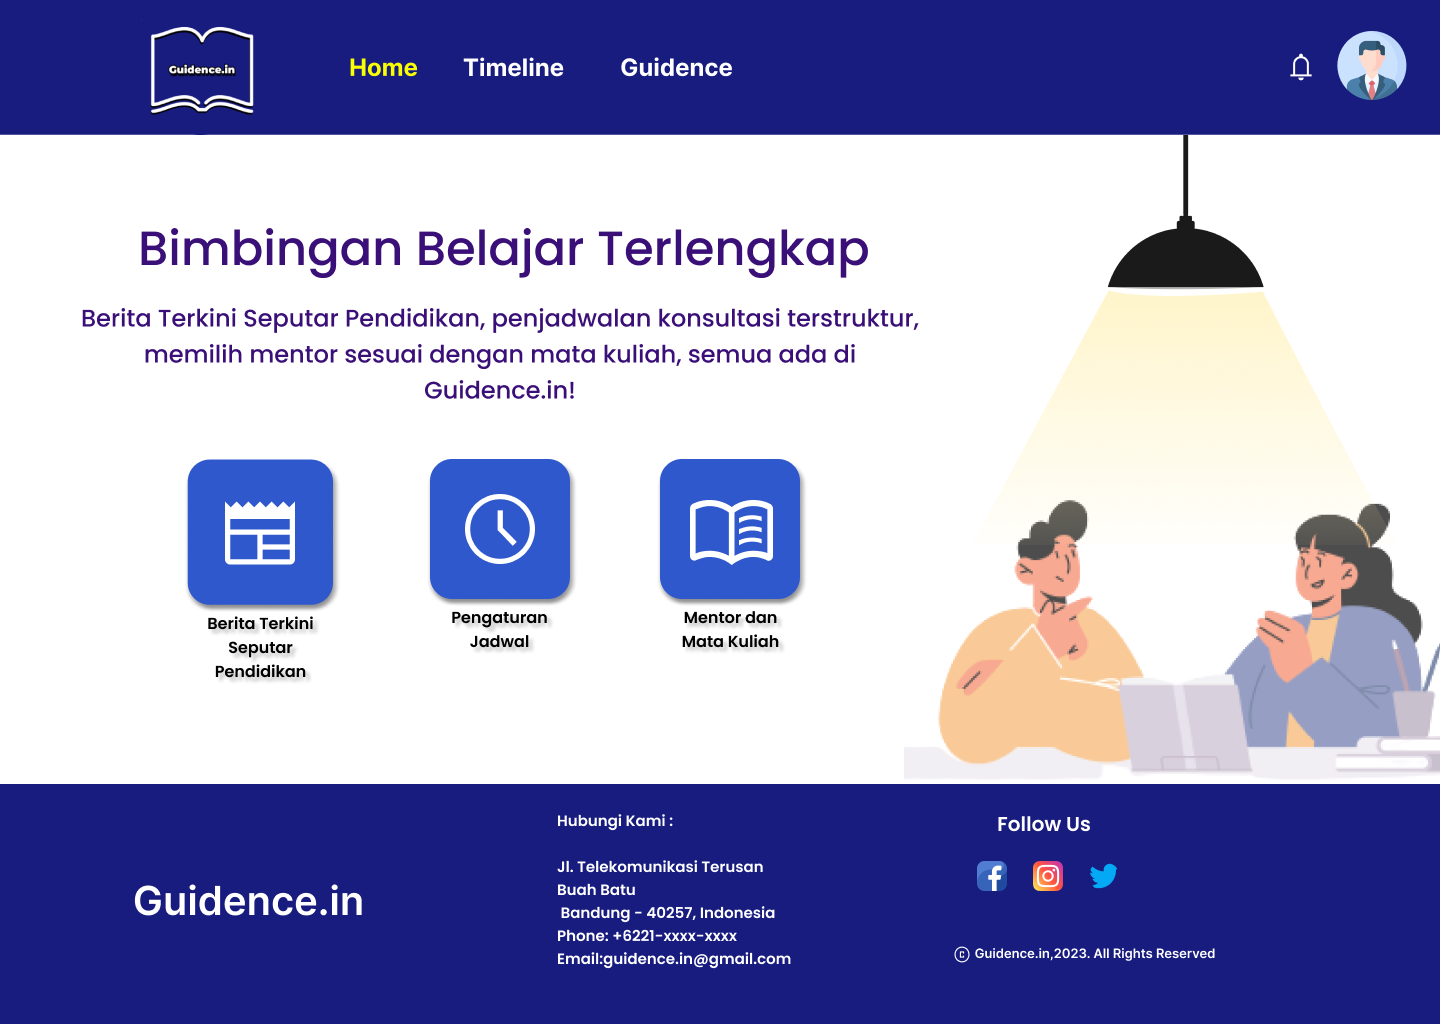 Guidence.in
Home
Timeline
Guidence
Bimbingan Belajar Terlengkap
Berita Terkini Seputar Pendidikan, penjadwalan konsultasi terstruktur,
memilih mentor sesuai dengan mata kuliah, semua ada di
Guidence.in!
Berita Terkini
Seputar
Pendidikan
Pengaturan
Jadwal
Mentor dan
Mata Kuliah
Guidence.in
Hubungi Kami :
Jl. Telekomunikasi Terusan
Buah Batu
Bandung - 40257, Indonesia
Phone: +6221-xxxx-xxxx
Email:guidence.in@gmail.com
Follow Us
© Guidence.in,2023. All Rights Reserved